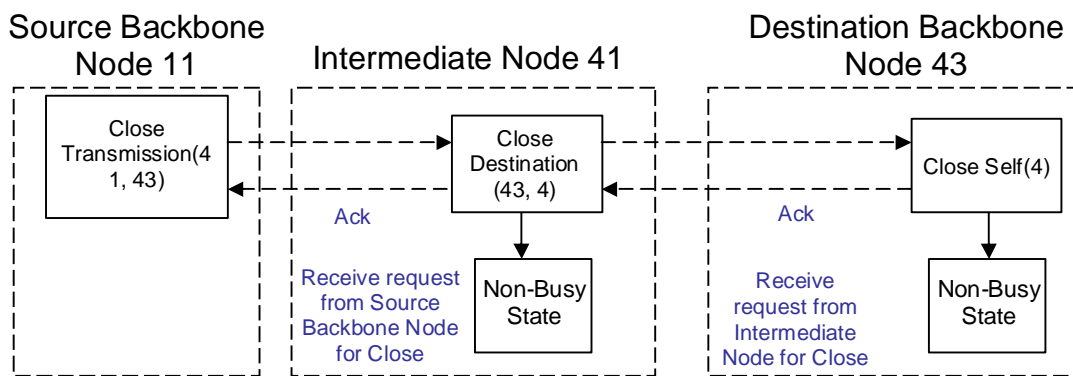 Source Backbone
Node 11
Intermediate Node 41
Destination Backbone
Node 43
Close
Transmission(4
1, 43)
Close
Destination
(43, 4)
Close Self(4)
Ack
Ack
Receive request
from Source
Backbone Node
for Close
Non-Busy
State
Receive
request from
Intermediate
Node for Close
Non-Busy
State